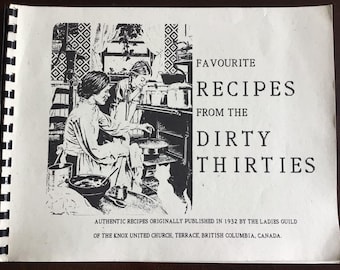 FAVOURITE
RECIPES
FROM THE
DIRTY
THIRTIES
AUTHENTIC RECIPES ORIGINALLY PUBLISHED IN 1932 BY THE LADIES GUILD
OF THE KNOX UNITED CHURCH, TERRACE, BRITISH COLUMBIA, CANADA.